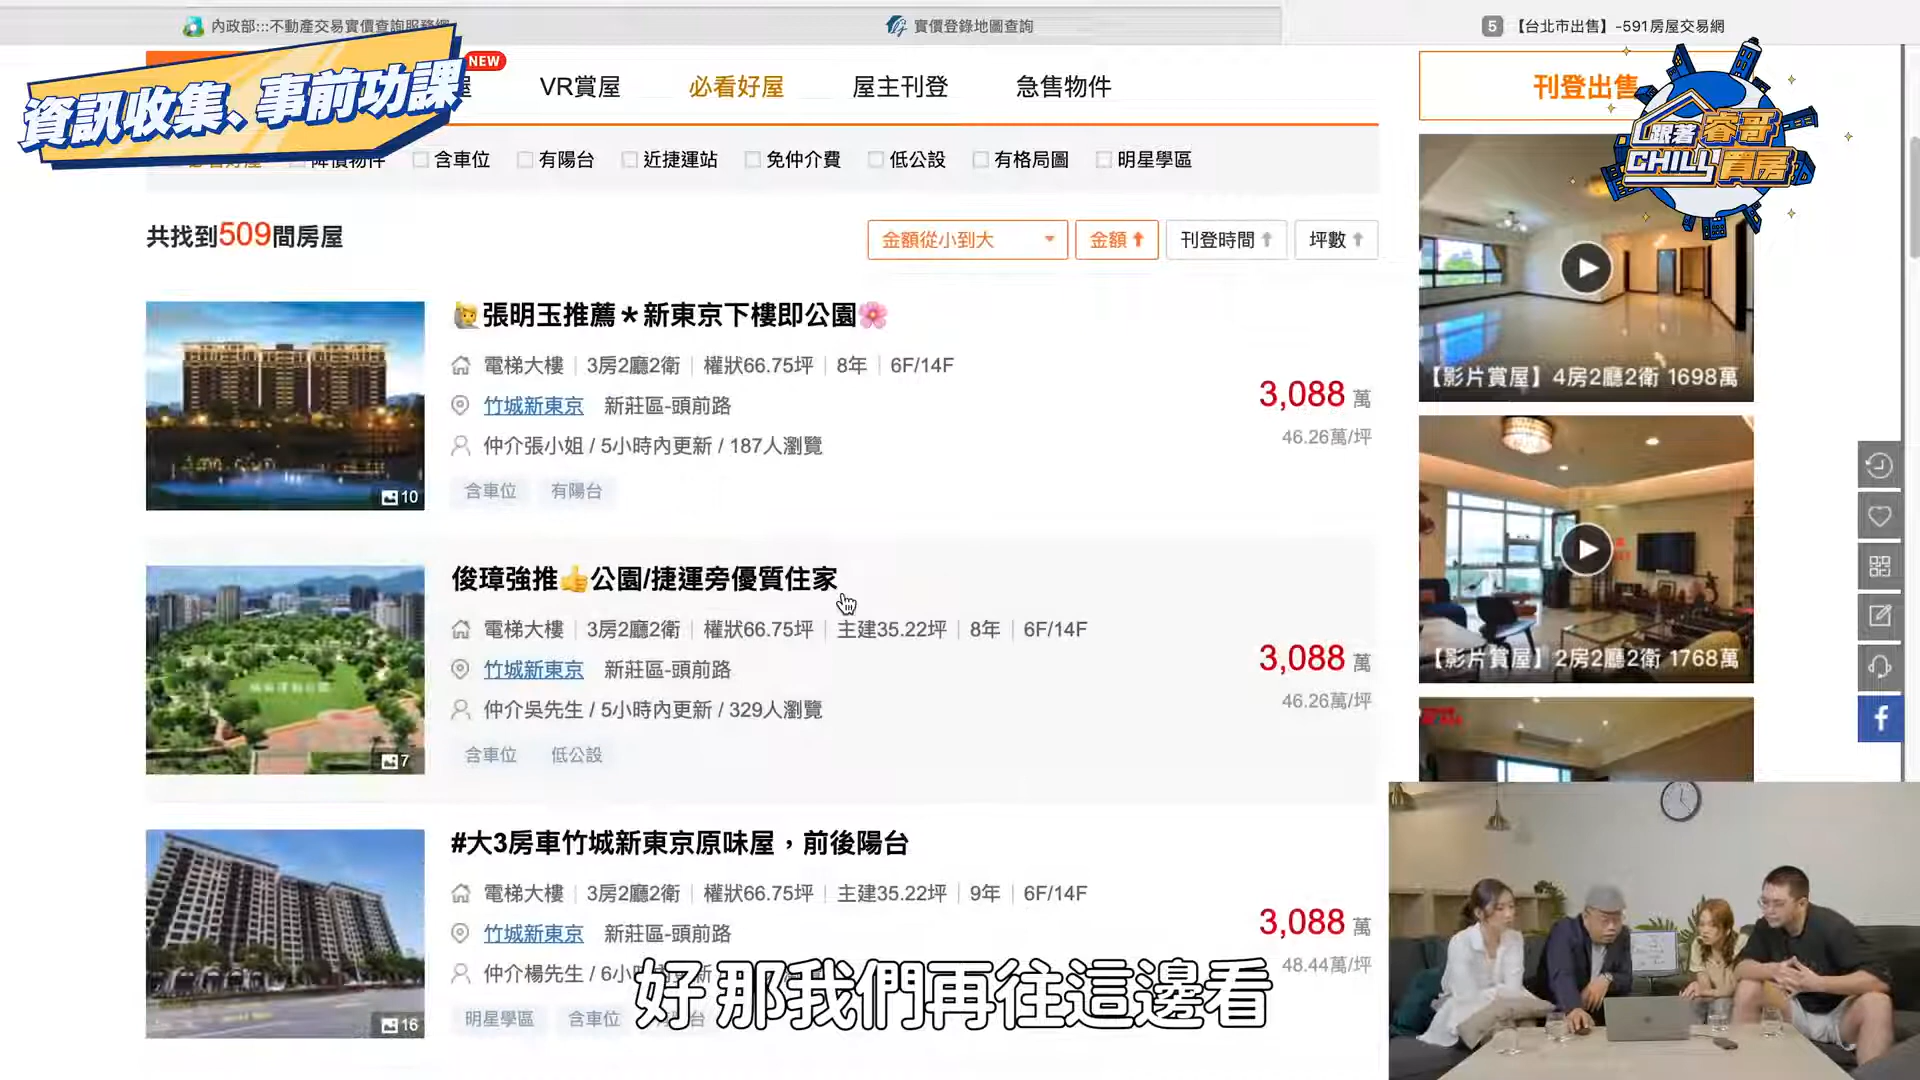 內政部:::不動產交易實價查詢服務網
實價登錄地圖查詢
5 【台北市出售】-591房屋交易網
資訊收集、事前功課
NEW
VR賞屋
必看好屋
屋主刊登
急售物件
刊登出售
跟著睿哥
CHILL買房
必看好屋 降價物件 含車位 有陽台 近捷運站 免仲介費 低公設 有格局圖 明星學區
共找到509間房屋
金額從小到大
金額
刊登時間
坪數
張明玉推薦*新東京下樓即公園
電梯大樓 3房2廳2衛 權狀66.75坪 8年 6F/14F
竹城新東京 新莊區-頭前路
仲介張小姐 / 5小時內更新 / 187人瀏覽
含車位 有陽台
3,088 萬
46.26萬/坪
10
俊璋強推👍公園/捷運旁優質住家
電梯大樓 3房2廳2衛 權狀66.75坪 主建35.22坪 8年 6F/14F
竹城新東京 新莊區-頭前路
仲介吳先生 / 5小時內更新 / 329人瀏覽
含車位 低公設
3,088 萬
46.26萬/坪
7
#大3房車竹城新東京原味屋，前後陽台
電梯大樓 3房2廳2衛 權狀66.75坪 主建35.22坪 9年 6F/14F
竹城新東京 新莊區-頭前路
仲介楊先生 / 6小
明星學區 含車位
3,088 萬
48.44萬/坪
16
【影片賞屋】4房2廳2衛 1698萬
【影片賞屋】2房2廳2衛 1768萬
好 那我們再往這邊看